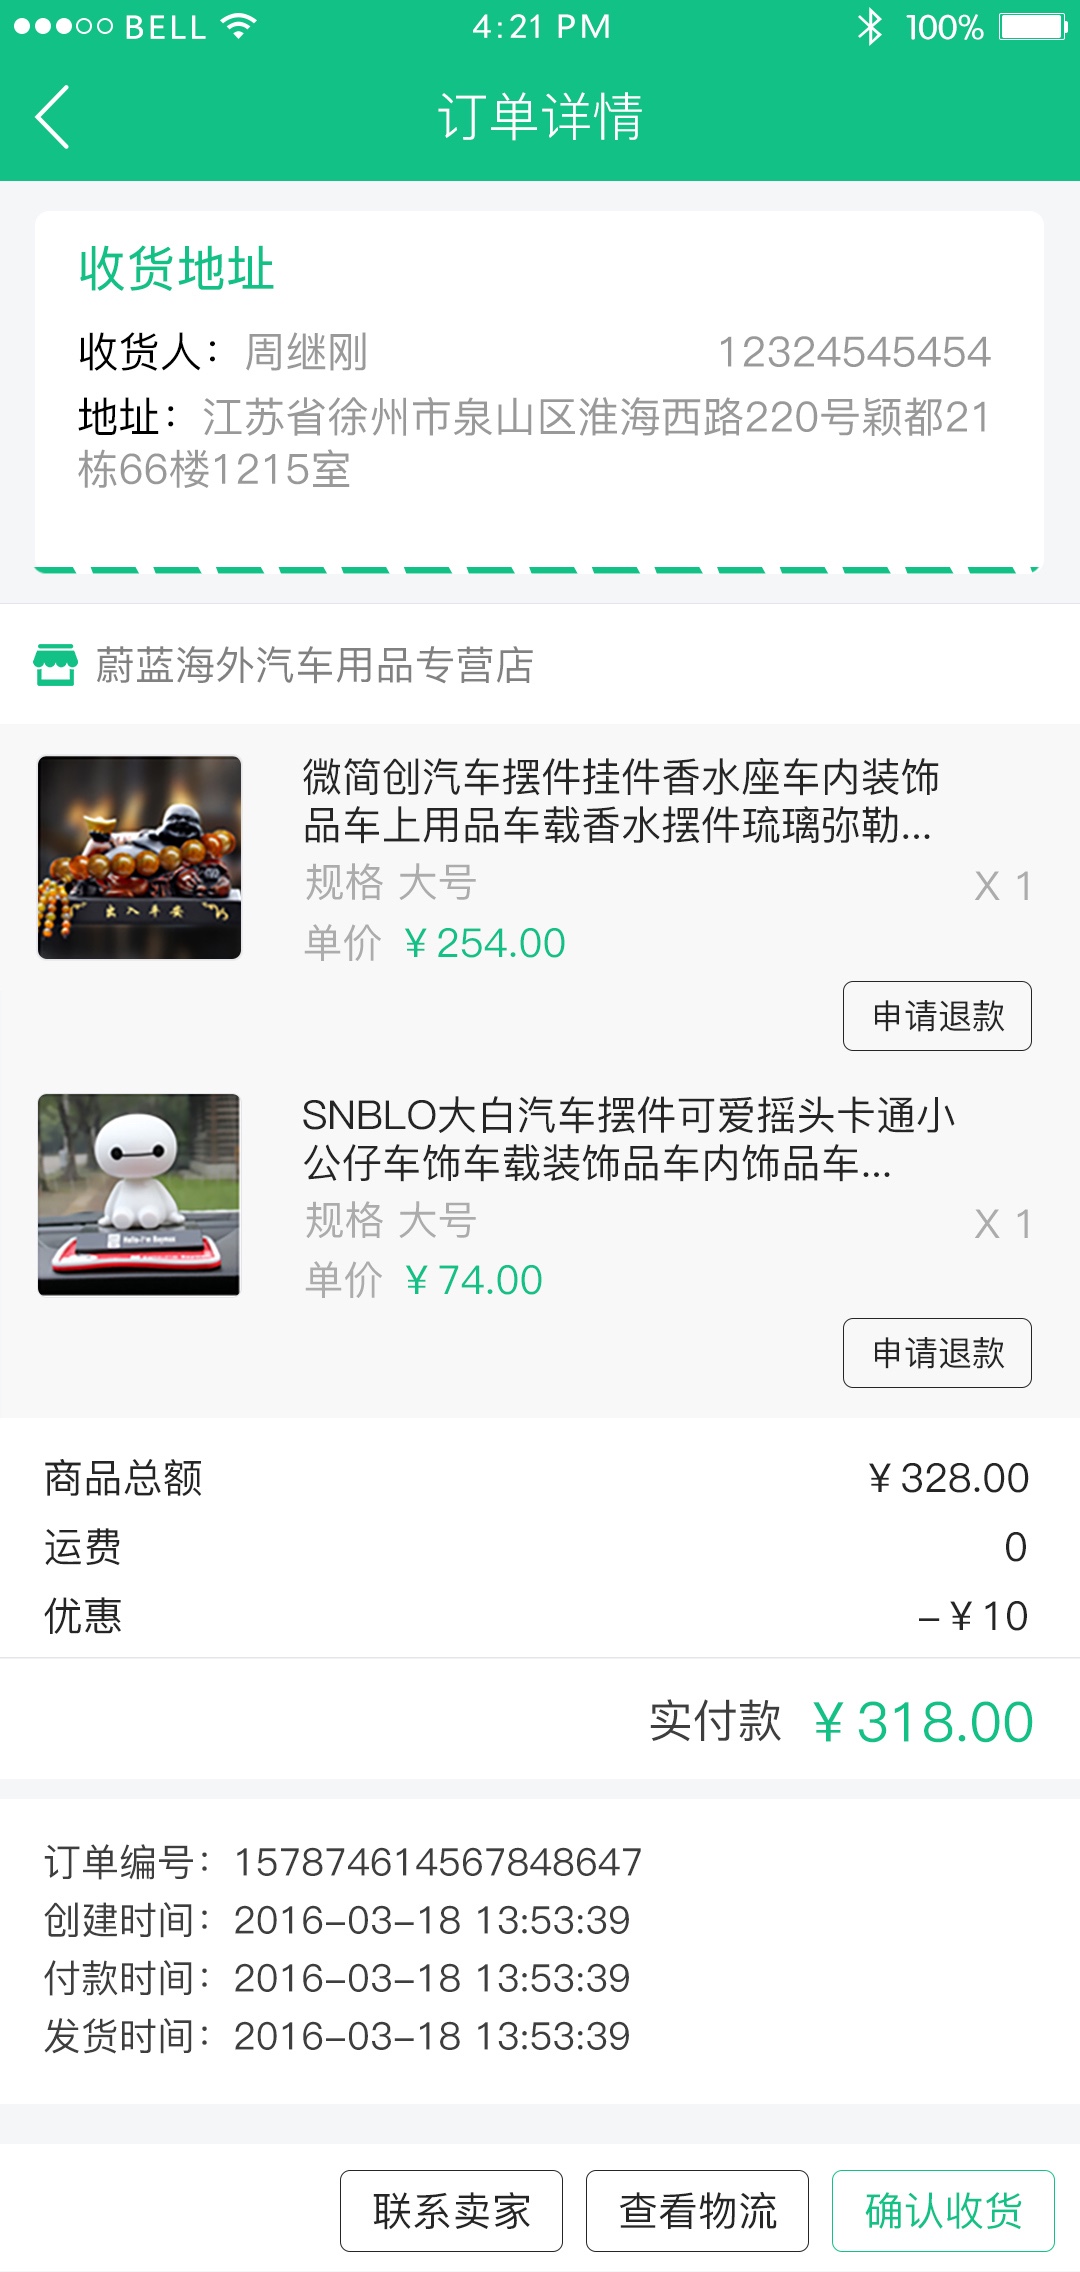 BELL 4:21 PM 100%
订单详情
收货地址
收货人：周继刚 12324545454
地址：江苏省徐州市泉山区淮海西路220号颖都21
栋66楼1215室
蔚蓝海外汽车用品专营店
微简创汽车摆件挂件香水座车内装饰
品车上用品车载香水摆件琉璃弥勒...
规格 大号 X 1
单价 ¥254.00
出入平安
申请退款
SNBLO大白汽车摆件可爱摇头卡通小
公仔车饰车载装饰品车内饰品车...
规格 大号 X 1
单价 ¥74.00
Hello~I'm Baymax
申请退款
商品总额 ¥328.00
运费 0
优惠 –¥10
实付款 ¥318.00
订单编号：157874614567848647
创建时间：2016–03–18 13:53:39
付款时间：2016–03–18 13:53:39
发货时间：2016–03–18 13:53:39
联系卖家 查看物流 确认收货